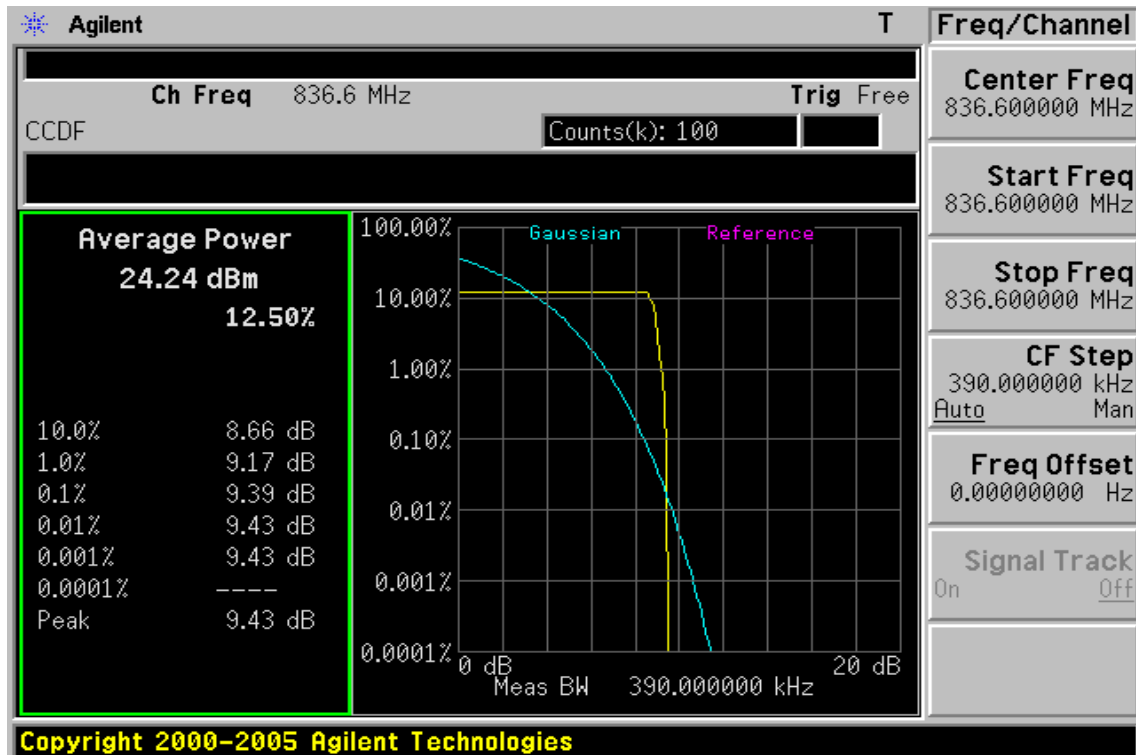 Agilent T Freq/Channel
Ch Freq 836.6 MHz Trig Free
CCDF Counts(k): 100
Average Power
24.24 dBm
12.50%
10.0% 8.66 dB
1.0% 9.17 dB
0.1% 9.39 dB
0.01% 9.43 dB
0.001% 9.43 dB
0.0001% ----
Peak 9.43 dB
Gaussian Reference
100.00%
10.00%
1.00%
0.10%
0.01%
0.001%
0.0001%
0 dB 20 dB
Meas BW 390.000000 kHz
Center Freq
836.600000 MHz
Start Freq
836.600000 MHz
Stop Freq
836.600000 MHz
CF Step
390.000000 kHz
Auto Man
Freq Offset
0.00000000 Hz
Signal Track
On Off
Copyright 2000-2005 Agilent Technologies